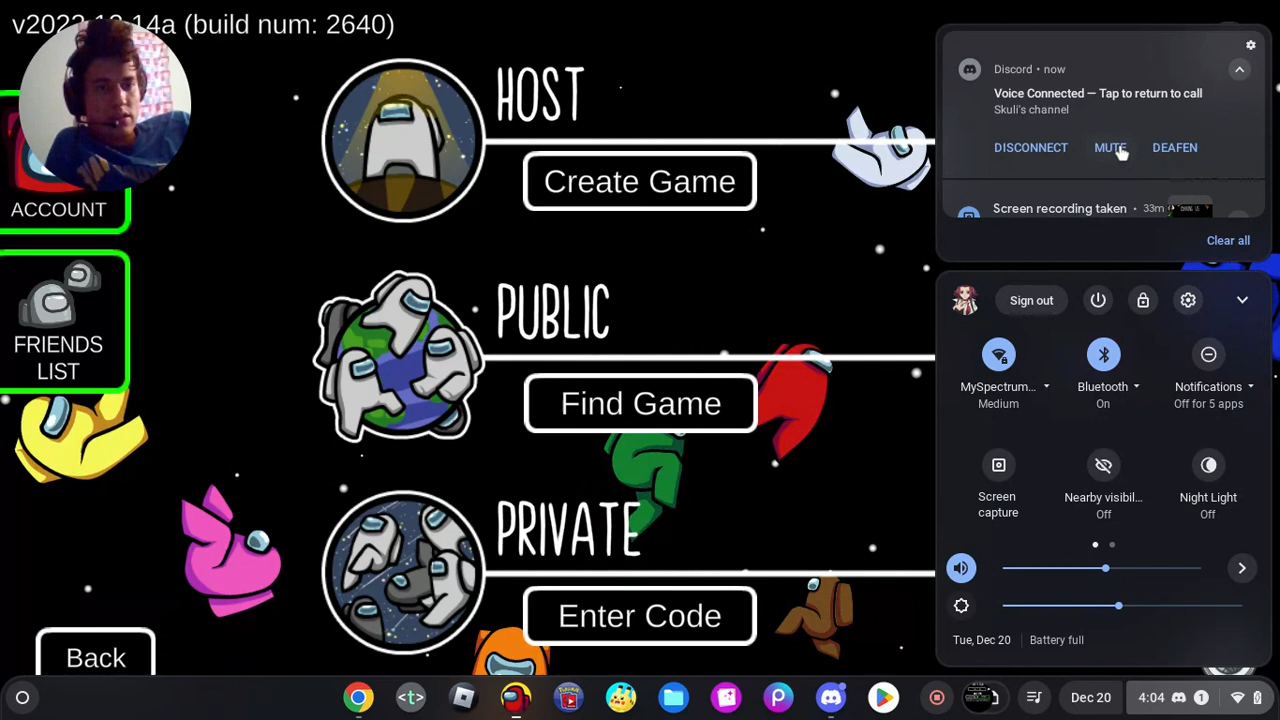 v2022.12.14a (build num: 2640)
ACCOUNT
FRIENDS
LIST
HOST
Create Game
PUBLIC
Find Game
PRIVATE
Enter Code
Back
Discord • now
Voice Connected — Tap to return to call
Skuli's channel
DISCONNECT
MUTE
DEAFEN
Screen recording taken • 33m
Clear all
Sign out
MySpectrum...
Medium
Bluetooth
On
Notifications
Off for 5 apps
Screen
capture
Nearby visibil...
Off
Night Light
Off
Tue, Dec 20
Battery full
<t>
Dec 20
4:04
1